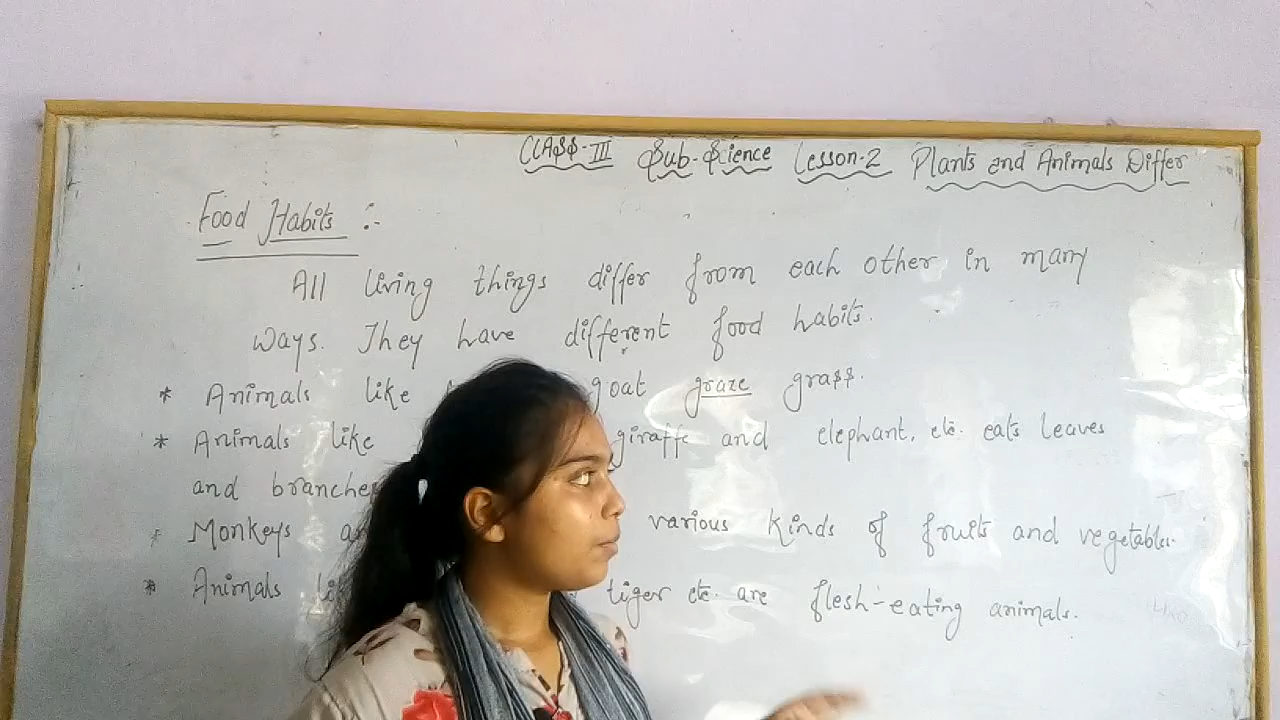 CLASS-III Sub-Science Lesson-2 Plants and Animals Differ
Food Habits :-
All living things differ from each other in many
ways. They have different food habits.
* Animals like goat graze grass.
* Animals like giraffe and elephant, etc. eats leaves
and branches
* Monkeys various kinds of fruits and vegetables.
* Animals tiger etc. are flesh-eating animals.